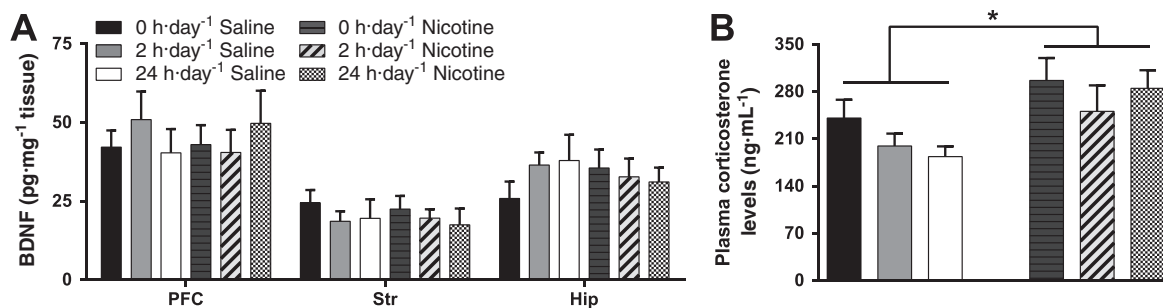 A
0 h·day-1 Saline
2 h·day-1 Saline
24 h·day-1 Saline
0 h·day-1 Nicotine
2 h·day-1 Nicotine
24 h·day-1 Nicotine
BDNF (pg·mg-1 tissue)
75
50
25
0
PFC
Str
Hip
B
*
Plasma corticosterone
levels (ng·mL-1)
350
280
210
140
70
0